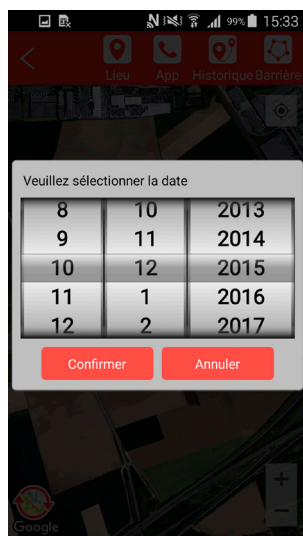 99% 15:33
Lieu App Historique Barrière
Veuillez sélectionner la date
8 10 2013
9 11 2014
10 12 2015
11 1 2016
12 2 2017
Confirmer Annuler
+
-
Google